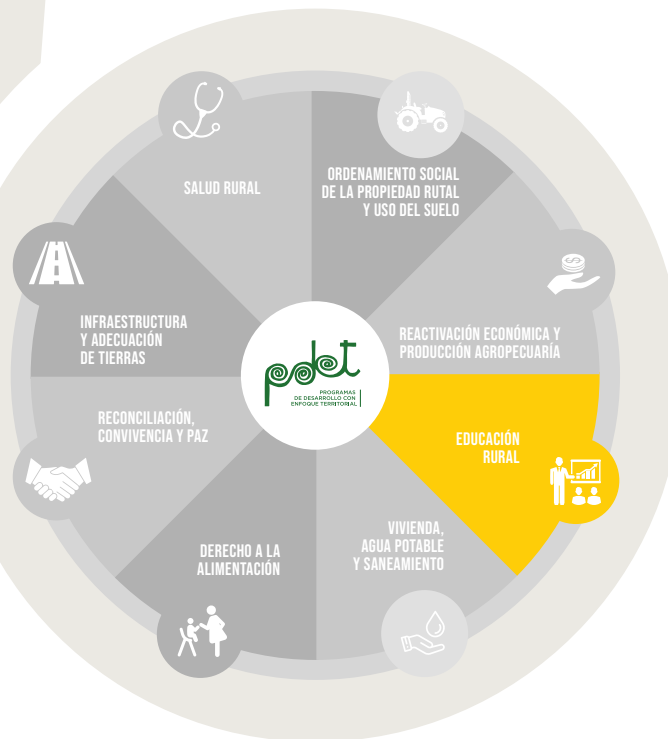 SALUD RURAL
ORDENAMIENTO SOCIAL
DE LA PROPIEDAD RUTAL
Y USO DEL SUELO
INFRAESTRUCTURA
Y ADECUACIÓN
DE TIERRAS
REACTIVACIÓN ECONÓMICA Y
PRODUCCIÓN AGROPECUARÍA
pdet
PROGRAMAS
DE DESARROLLO CON
ENFOQUE TERRITORIAL
RECONCILIACIÓN,
CONVIVENCIA Y PAZ
EDUCACIÓN
RURAL
DERECHO A LA
ALIMENTACIÓN
VIVIENDA,
AGUA POTABLE
Y SANEAMIENTO